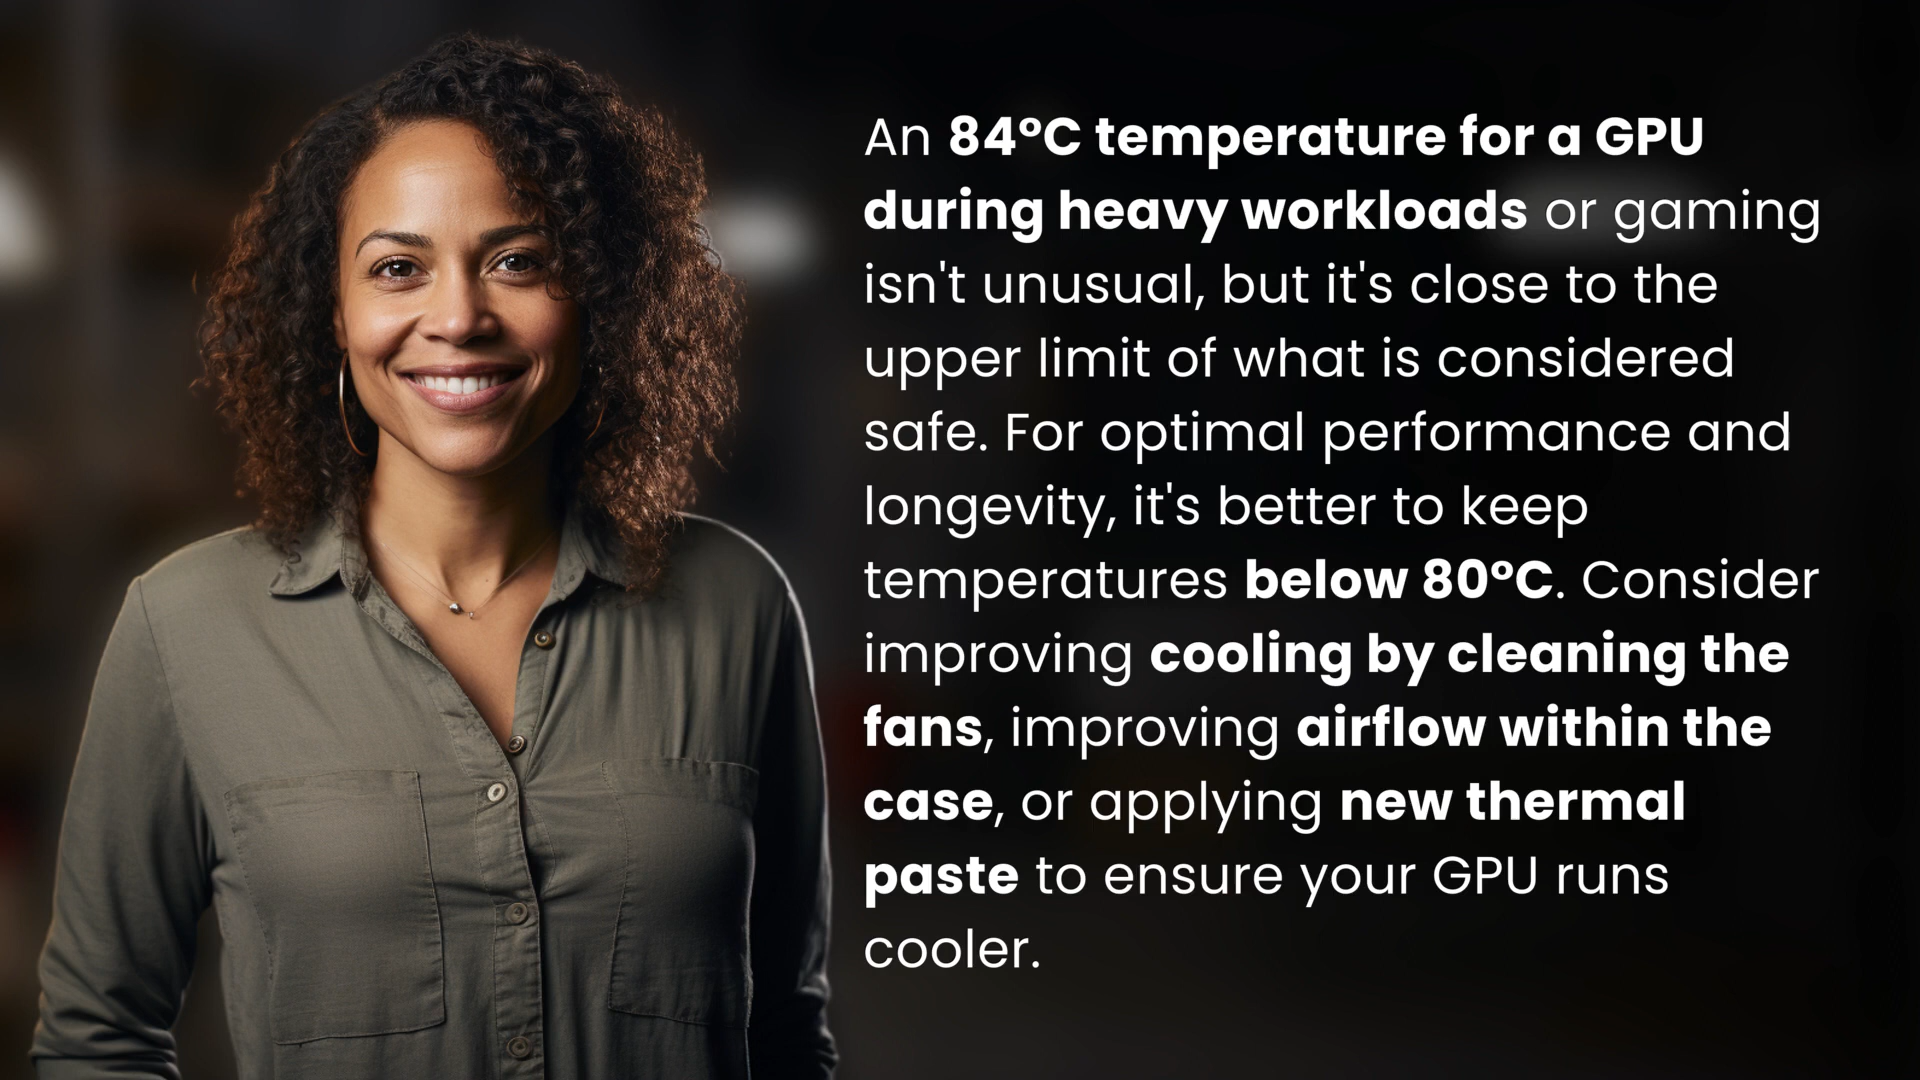 An 84°C temperature for a GPU
during heavy workloads or gaming
isn't unusual, but it's close to the
upper limit of what is considered
safe. For optimal performance and
longevity, it's better to keep
temperatures below 80°C. Consider
improving cooling by cleaning the
fans, improving airflow within the
case, or applying new thermal
paste to ensure your GPU runs
cooler.